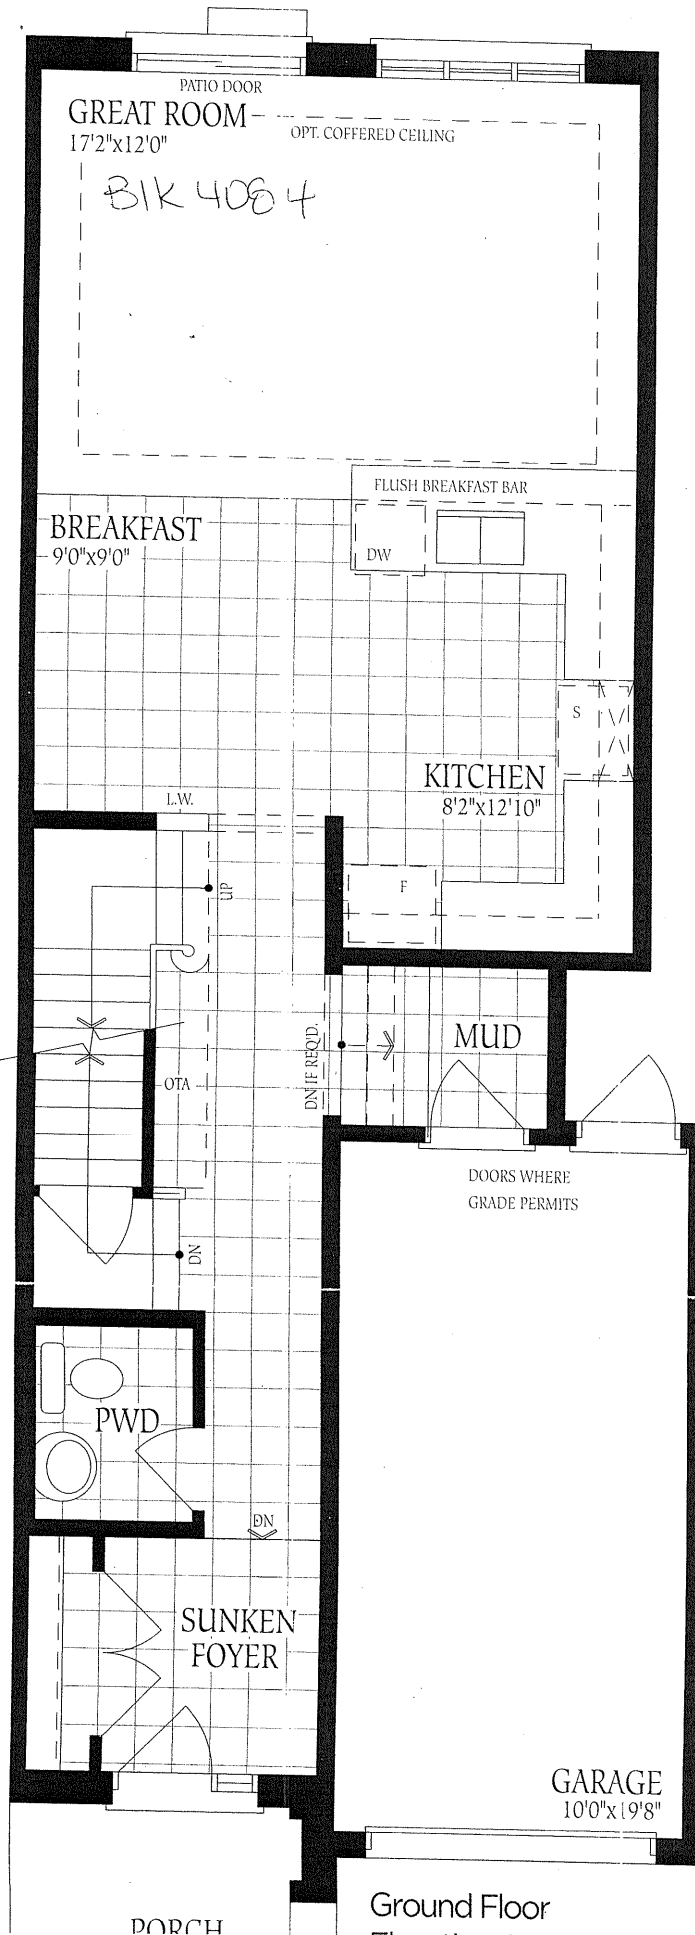 PATIO DOOR
GREAT ROOM
17'2"x12'0"
OPT. COFFERED CEILING
Blk 4084
FLUSH BREAKFAST BAR
BREAKFAST
9'0"x9'0"
DW
S
KITCHEN
8'2"x12'10"
L.W.
F
UP
DN IF REQ'D.
MUD
OTA
DOORS WHERE
GRADE PERMITS
DN
PWD
DN
SUNKEN
FOYER
GARAGE
10'0"x19'8"
Ground Floor
PORCH